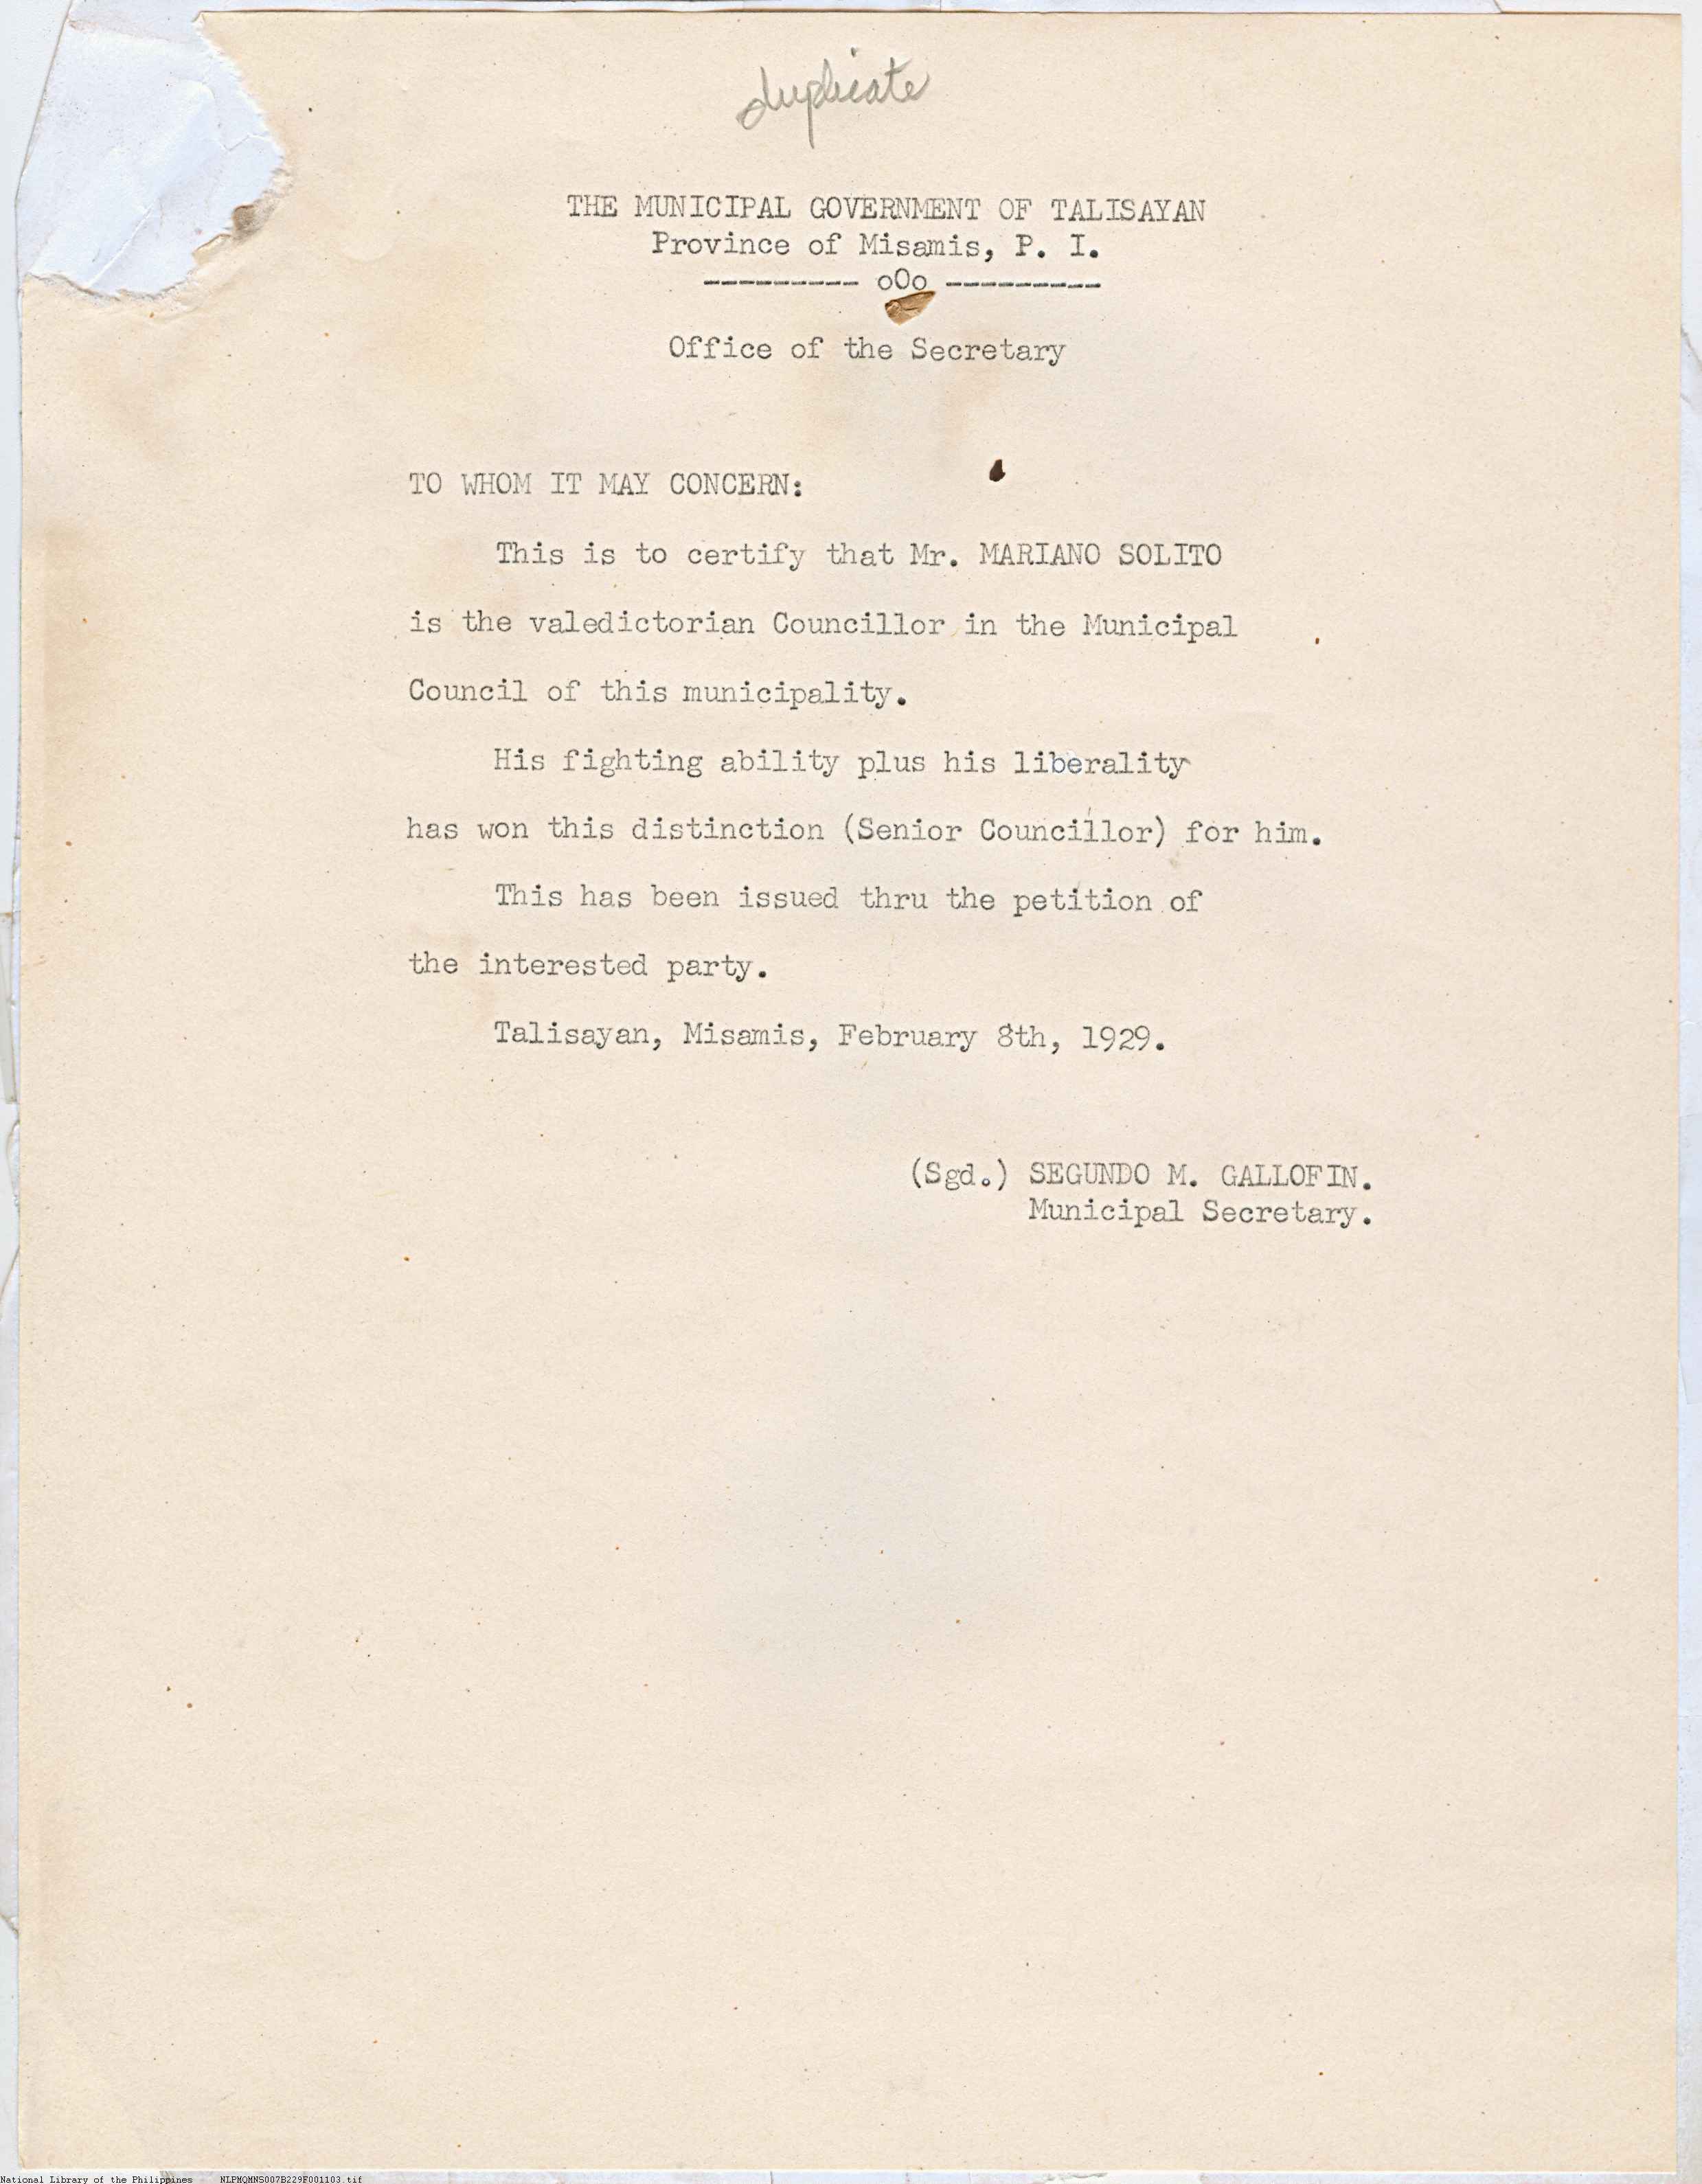 duplicate
THE MUNICIPAL GOVERNMENT OF TALISAYAN
Province of Misamis, P. I.
--------- oOo ---------
Office of the Secretary
TO WHOM IT MAY CONCERN:
This is to certify that Mr. MARIANO SOLITO
is the valedictorian Councillor in the Municipal
Council of this municipality.
His fighting ability plus his liberality
has won this distinction (Senior Councillor) for him.
This has been issued thru the petition of
the interested party.
Talisayan, Misamis, February 8th, 1929.
(Sgd.) SEGUNDO M. GALLOFIN.
Municipal Secretary.
National Library of the Philippines NLPMQMNS007B229F001103.tif